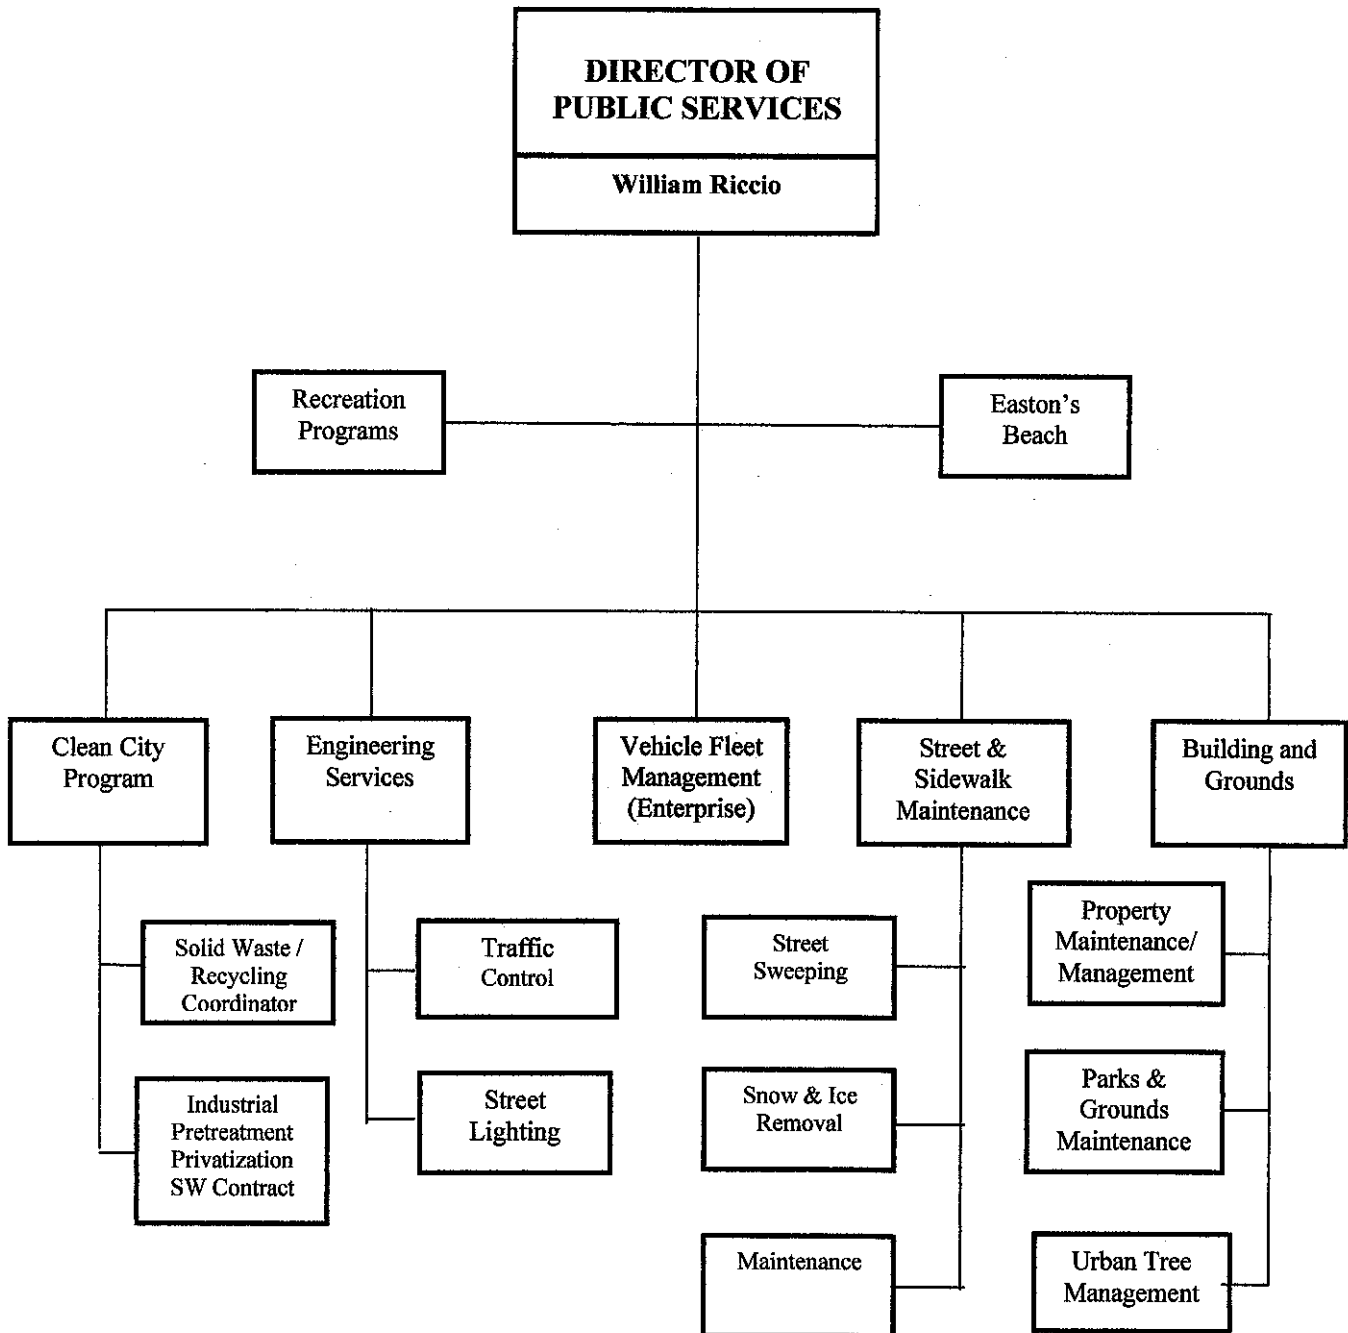 DIRECTOR OF
PUBLIC SERVICES
William Riccio
Recreation
Programs
Easton's
Beach
Clean City
Program
Engineering
Services
Vehicle Fleet
Management
(Enterprise)
Street &
Sidewalk
Maintenance
Building and
Grounds
Solid Waste /
Recycling
Coordinator
Traffic
Control
Street
Sweeping
Property
Maintenance/
Management
Industrial
Pretreatment
Privatization
SW Contract
Street
Lighting
Snow & Ice
Removal
Parks &
Grounds
Maintenance
Maintenance
Urban Tree
Management